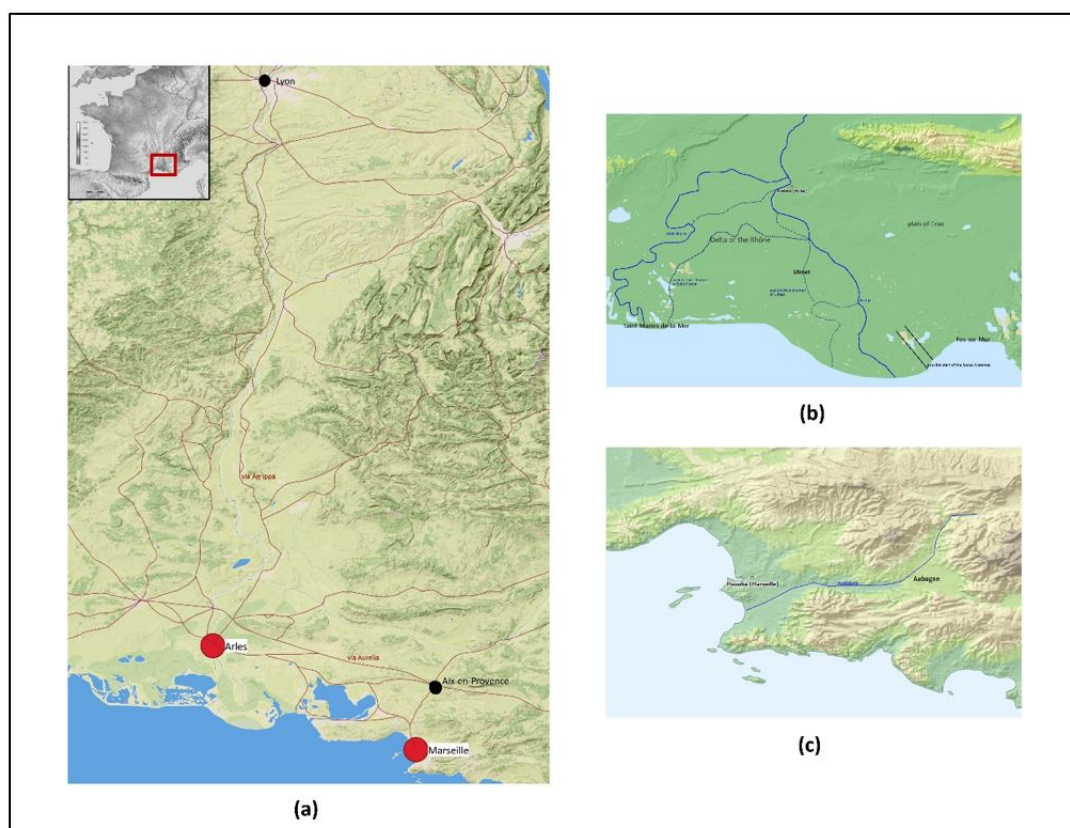 Lyon
via Agrippa
Arles
via Aurelia
Aix-en-Provence
Marseille
(a)
Alpilles
plain of Crau
Delta of the Rhône
Ulmet
Saint Maries de la Mer
Fos sur Mer
(b)
Massalia (Marseille)
Aubagne
(c)